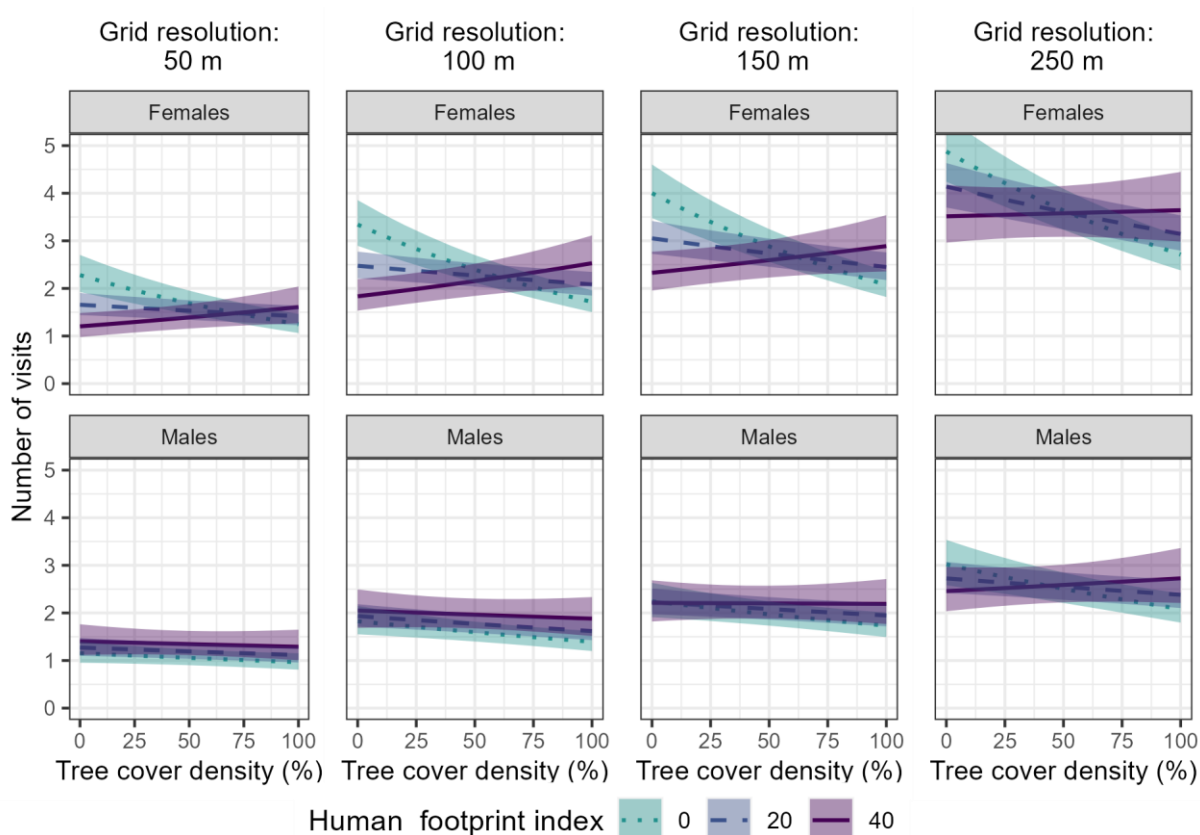 Grid resolution:
50 m
Grid resolution:
100 m
Grid resolution:
150 m
Grid resolution:
250 m
Females
Females
Females
Females
5
4
3
2
1
0
Males
Males
Males
Males
5
4
3
2
1
0
Number of visits
0 25 50 75 100
0 25 50 75 100
0 25 50 75 100
0 25 50 75 100
Tree cover density (%)
Tree cover density (%)
Tree cover density (%)
Tree cover density (%)
Human footprint index 0 20 40